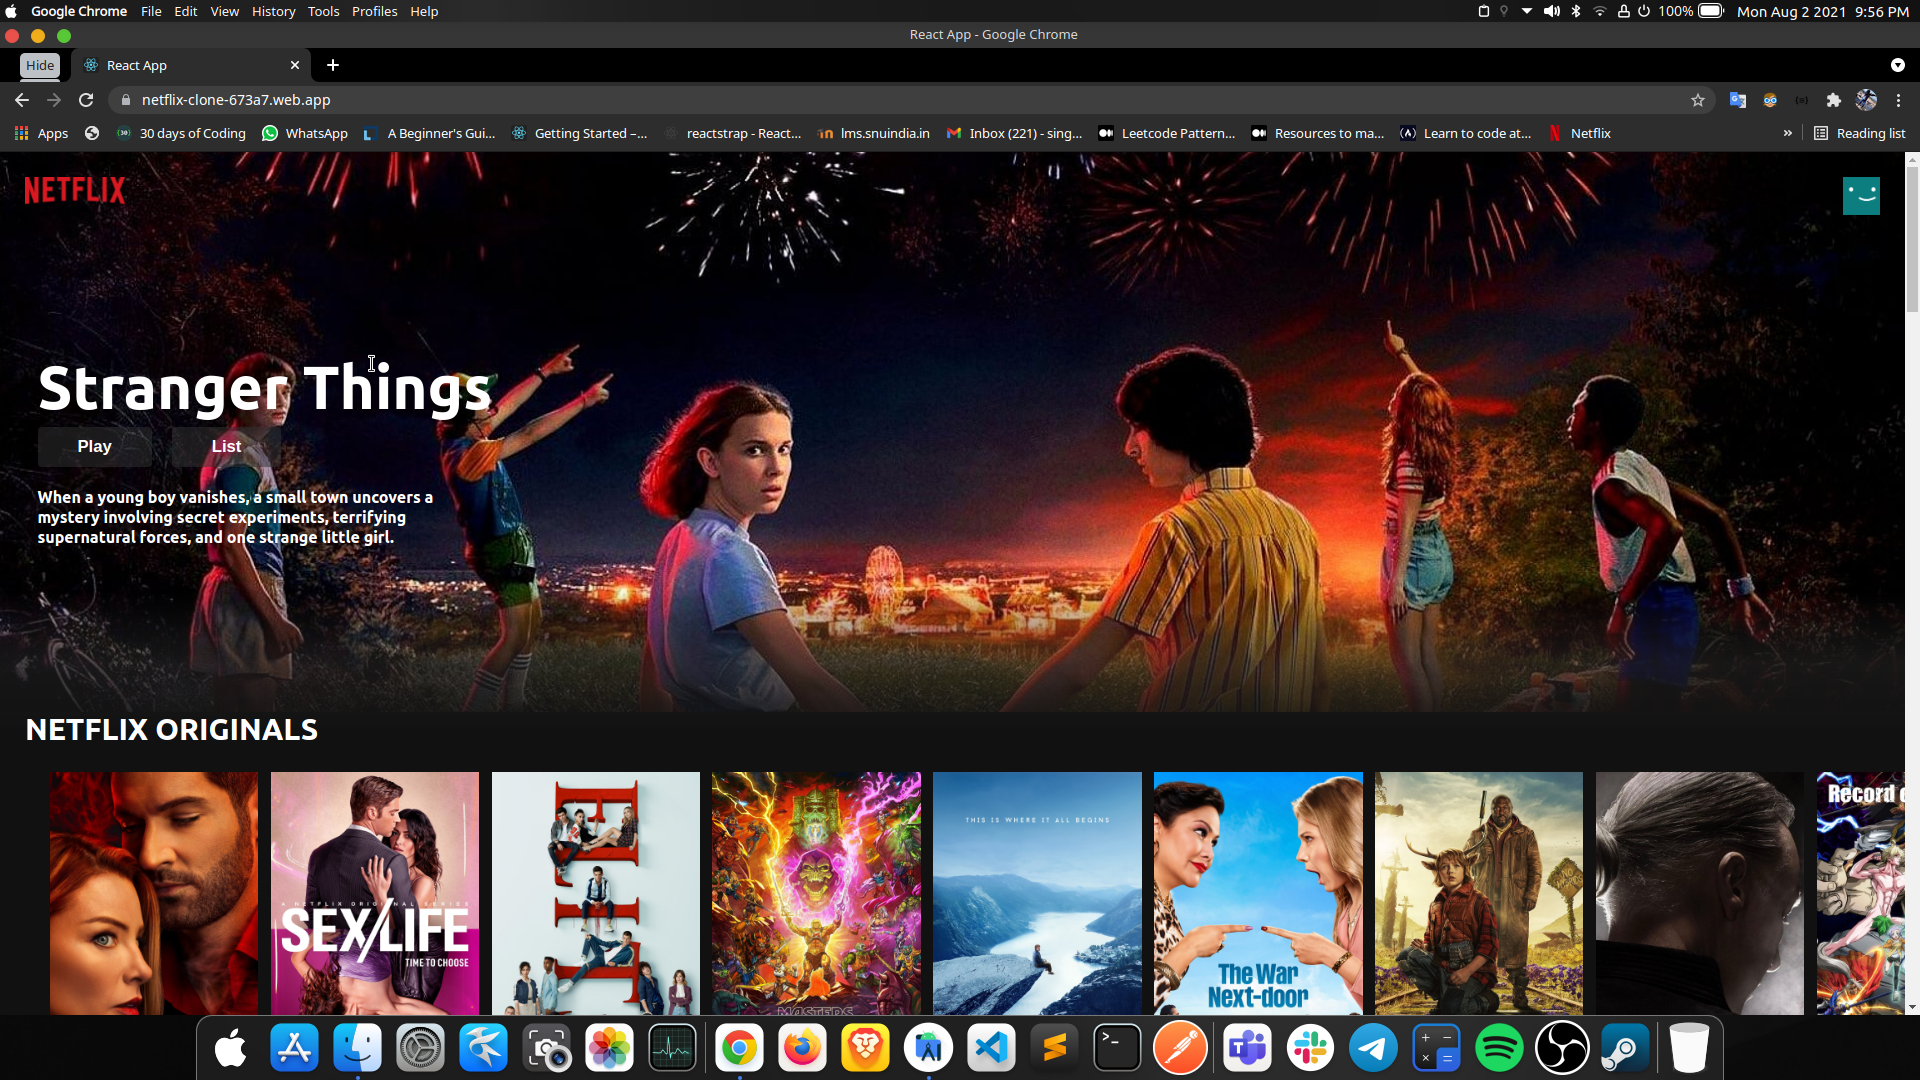 Google Chrome File Edit View History Tools Profiles Help 100% Mon Aug 2 2021 9:56 PM
React App - Google Chrome
Hide React App
netflix-clone-673a7.web.app
Apps 30 days of Coding WhatsApp A Beginner's Gui... Getting Started –... reactstrap - React... lms.snuindia.in Inbox (221) - sing... Leetcode Pattern... Resources to ma... Learn to code at... Netflix » Reading list
NETFLIX
Stranger Things
Play List
When a young boy vanishes, a small town uncovers a
mystery involving secret experiments, terrifying
supernatural forces, and one strange little girl.
NETFLIX ORIGINALS
Record
THIS IS WHERE IT ALL BEGINS
A NETFLIX ORIGINAL SERIES
SEX/LIFE
TIME TO CHOOSE
The War
Next-door
MASTERS